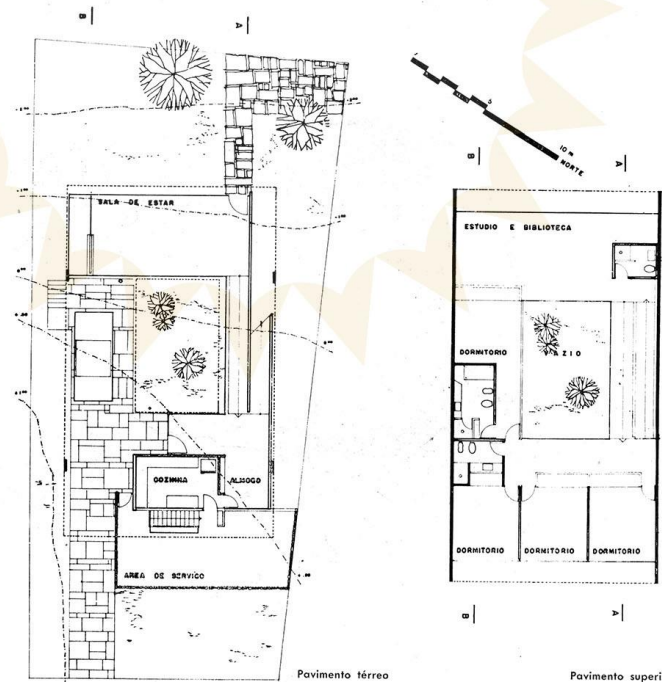 B
A
10 m
NORTE
B
A
SALA DE ESTAR
ESTUDIO E BIBLIOTECA
DORMITORIO
VAZIO
COZINHA
ALMOÇO
DORMITORIO
DORMITORIO
DORMITORIO
AREA DE SERVIÇO
B
A
Pavimento térreo
Pavimento superi